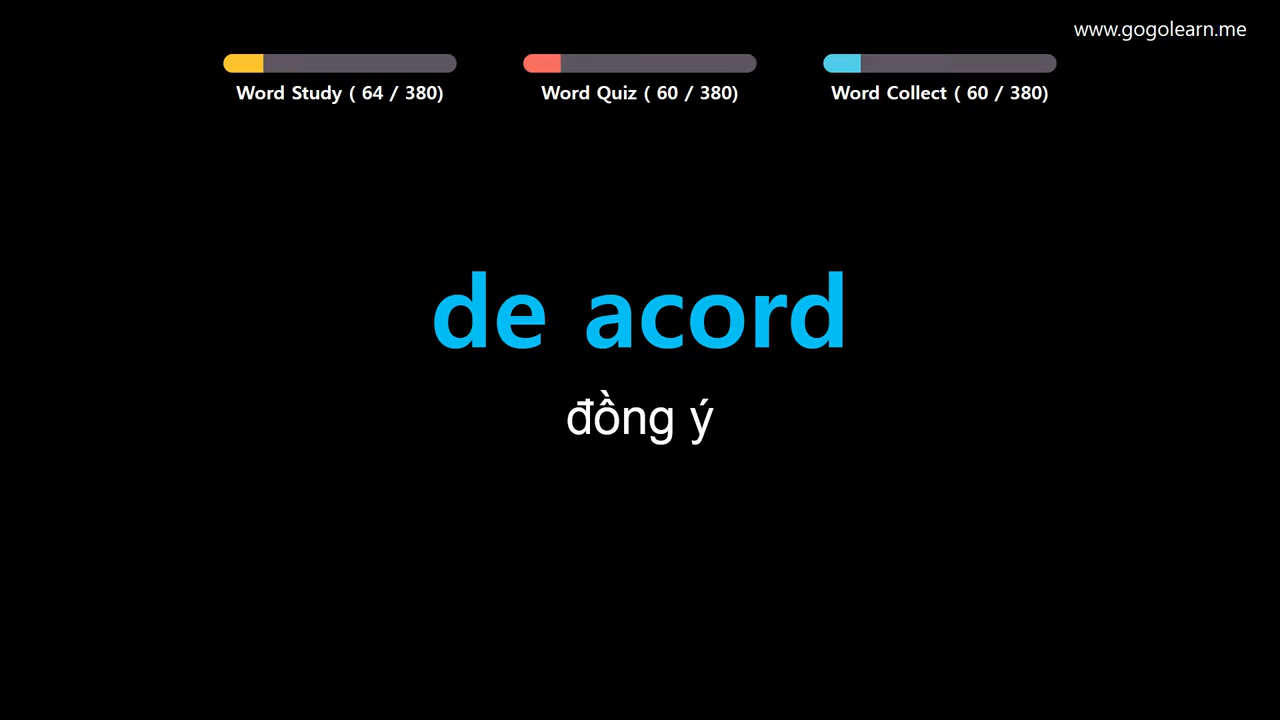 www.gogolearn.me
Word Study ( 64 / 380)
Word Quiz ( 60 / 380)
Word Collect ( 60 / 380)
de acord
đồng ý